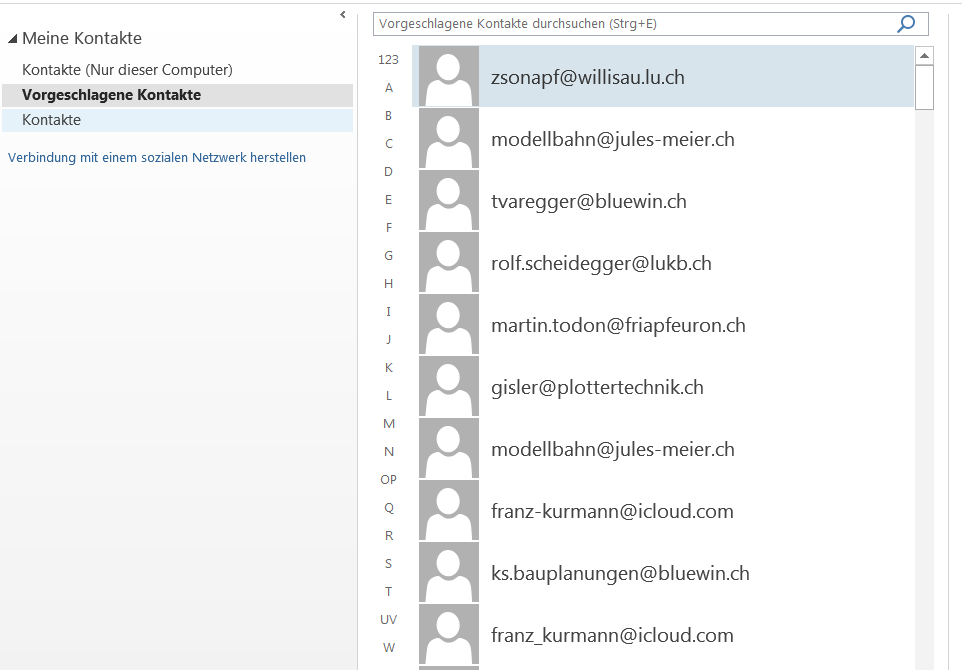 Meine Kontakte
Kontakte (Nur dieser Computer)
Vorgeschlagene Kontakte
Kontakte
Verbindung mit einem sozialen Netzwerk herstellen
Vorgeschlagene Kontakte durchsuchen (Strg+E)
123
A
B
C
D
E
F
G
H
I
J
K
L
M
N
OP
Q
R
S
T
UV
W
zsonapf@willisau.lu.ch
modellbahn@jules-meier.ch
tvaregger@bluewin.ch
rolf.scheidegger@lukb.ch
martin.todon@friapfeuron.ch
gisler@plottertechnik.ch
modellbahn@jules-meier.ch
franz-kurmann@icloud.com
ks.bauplanungen@bluewin.ch
franz_kurmann@icloud.com